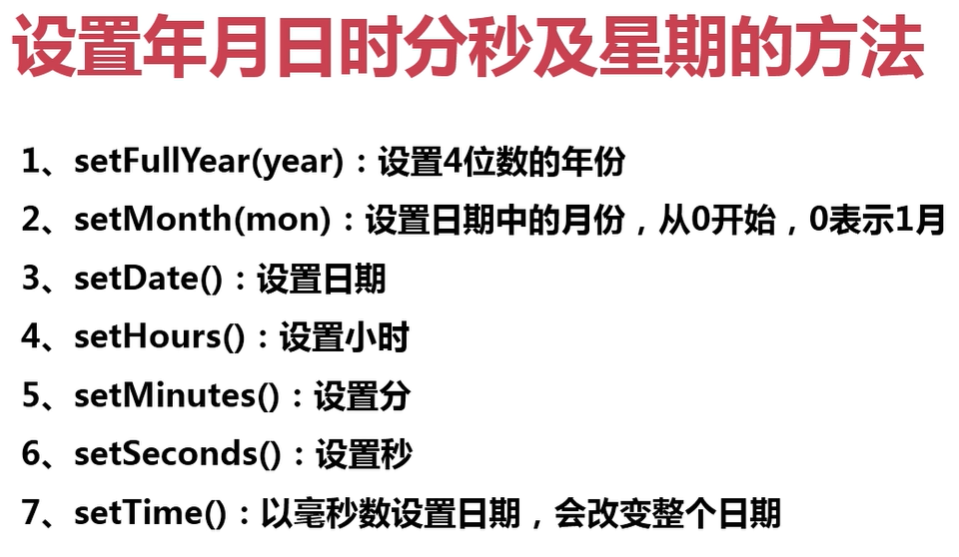 设置年月日时分秒及星期的方法
1、setFullYear(year)：设置4位数的年份
2、setMonth(mon)：设置日期中的月份，从0开始，0表示1月
3、setDate()：设置日期
4、setHours()：设置小时
5、setMinutes()：设置分
6、setSeconds()：设置秒
7、setTime()：以毫秒数设置日期，会改变整个日期